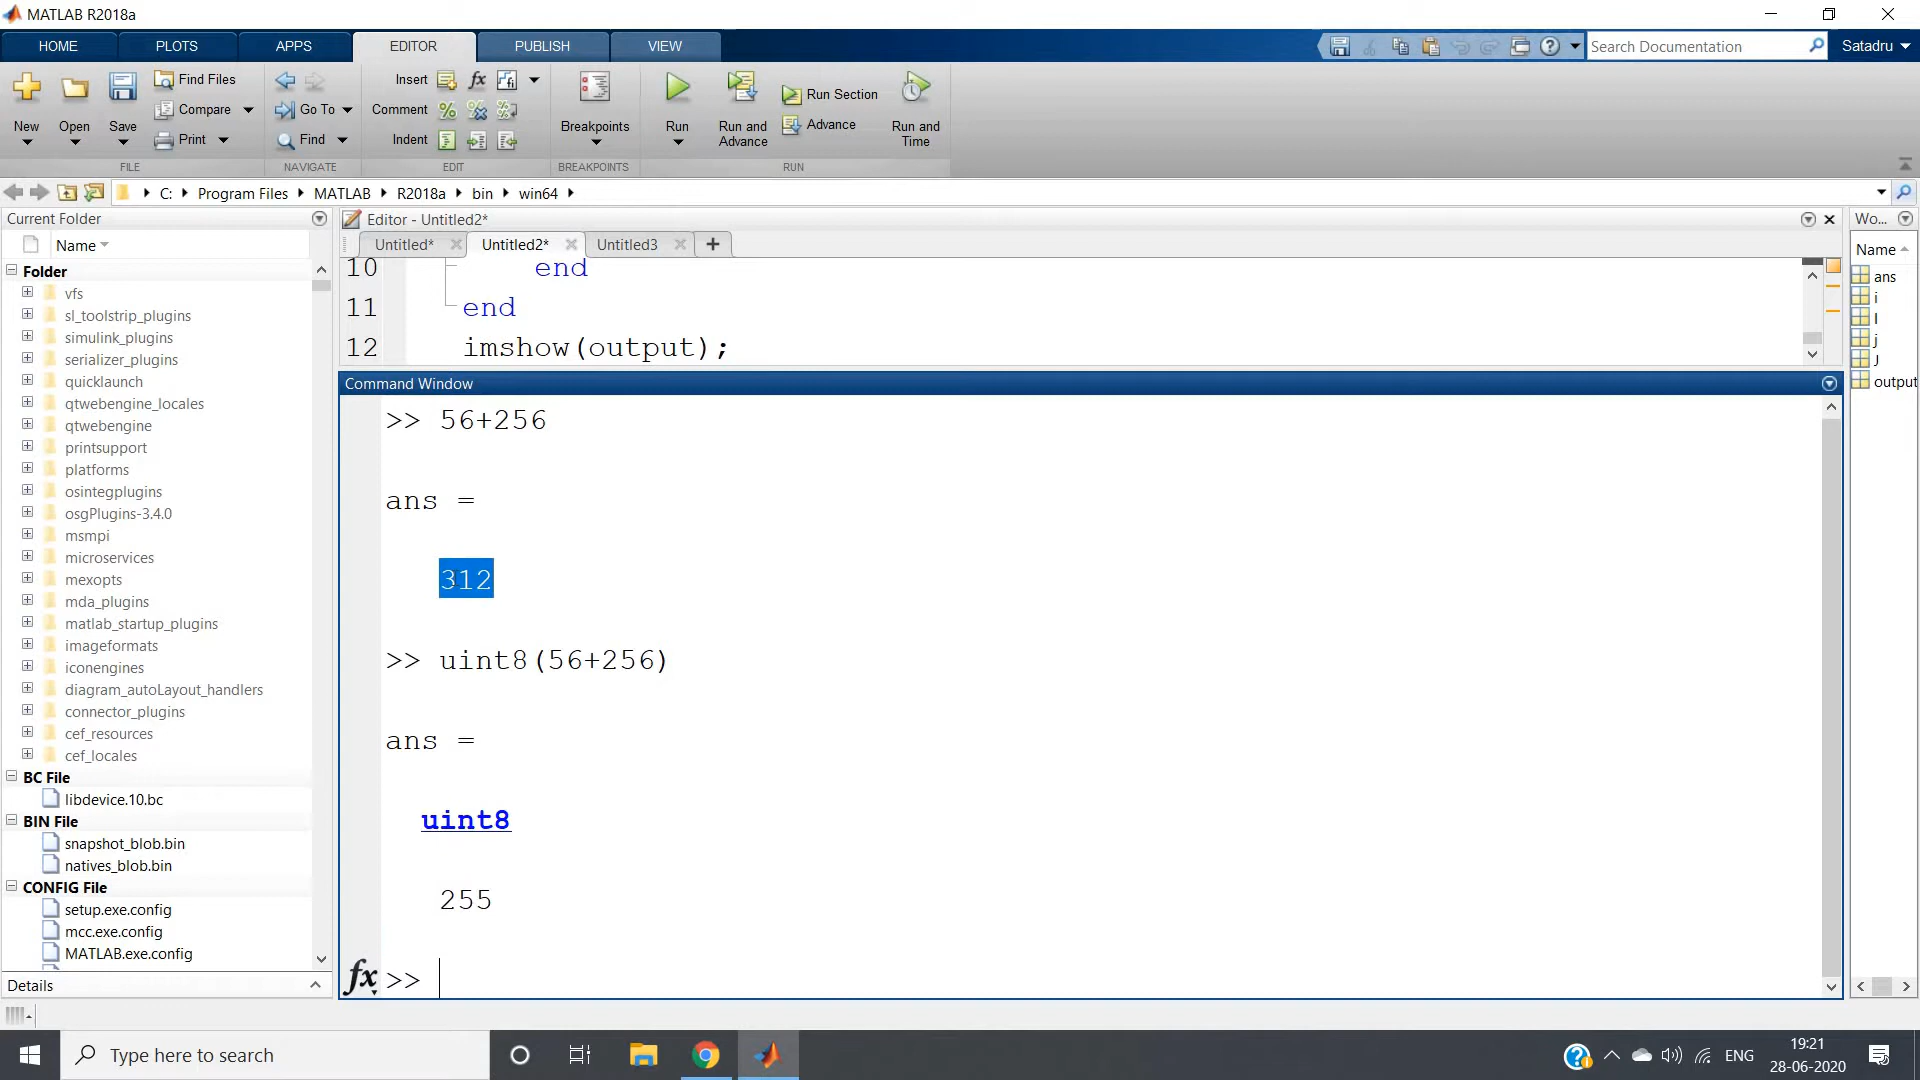 MATLAB R2018a
HOME PLOTS APPS EDITOR PUBLISH VIEW Search Documentation Satadru
New Open Save Find Files Compare Print
Go To Find
Insert fx
Comment
Indent
Breakpoints
Run Run and Advance Run Section Advance Run and Time
FILE NAVIGATE EDIT BREAKPOINTS RUN
C: Program Files MATLAB R2018a bin win64
Current Folder
Name
Folder
vfs
sl_toolstrip_plugins
simulink_plugins
serializer_plugins
quicklaunch
qtwebengine_locales
qtwebengine
printsupport
platforms
osintegplugins
osgPlugins-3.4.0
msmpi
microservices
mexopts
mda_plugins
matlab_startup_plugins
imageformats
iconengines
diagram_autoLayout_handlers
connector_plugins
cef_resources
cef_locales
BC File
libdevice.10.bc
BIN File
snapshot_blob.bin
natives_blob.bin
CONFIG File
setup.exe.config
mcc.exe.config
MATLAB.exe.config
Details
Editor - Untitled2*
Untitled* Untitled2* Untitled3
10 end
11 end
12 imshow(output);
Command Window
>> 56+256
ans =
312
>> uint8(56+256)
ans =
uint8
255
fx >>
Wo...
Name
ans
i
I
j
J
output
Type here to search
ENG
19:21
28-06-2020